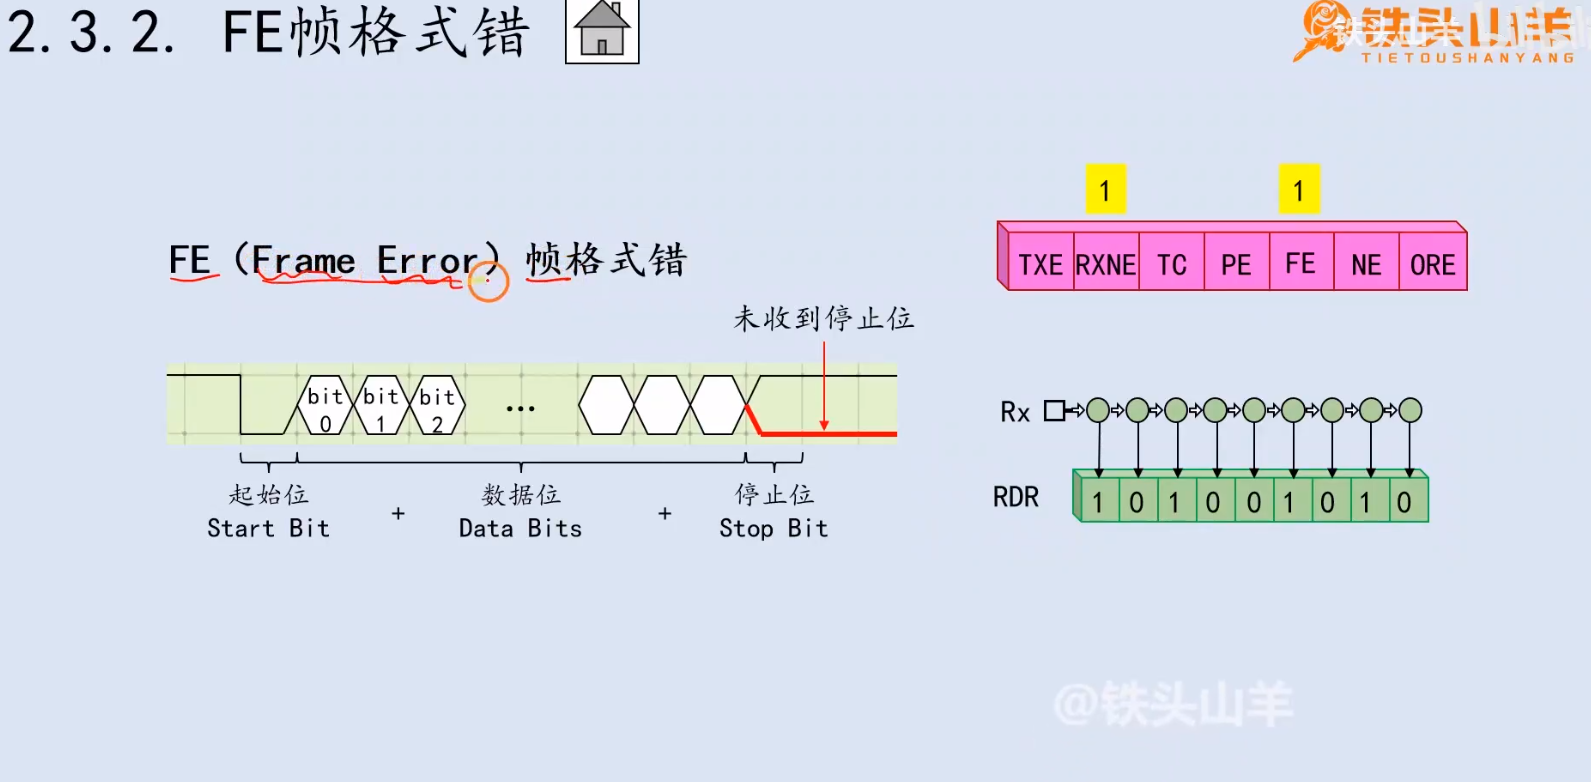 2.3.2. FE帧格式错
铁头山羊
TIETOUSHANYANG
FE（Frame Error）帧格式错
未收到停止位
bit 0
bit 1
bit 2
...
起始位
Start Bit
+
数据位
Data Bits
+
停止位
Stop Bit
1
1
TXE RXNE TC PE FE NE ORE
Rx
RDR
1 0 1 0 0 1 0 1 0
@铁头山羊